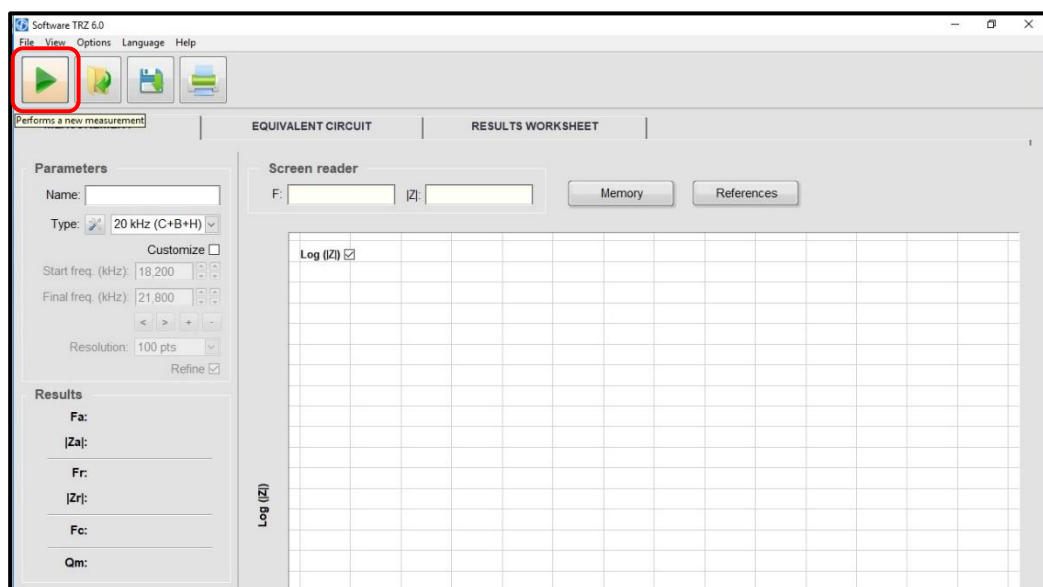 Software TRZ 6.0
File View Options Language Help
Performs a new measurement
EQUIVALENT CIRCUIT
RESULTS WORKSHEET
Parameters
Name:
Type: 20 kHz (C+B+H)
Customize
Start freq. (kHz): 18,200
Final freq. (kHz): 21,800
< > + -
Resolution: 100 pts
Refine
Results
Fa:
|Za|:
Fr:
|Zr|:
Fc:
Qm:
Screen reader
F: |Z|:
Memory
References
Log (|Z|)
Log (|Z|)